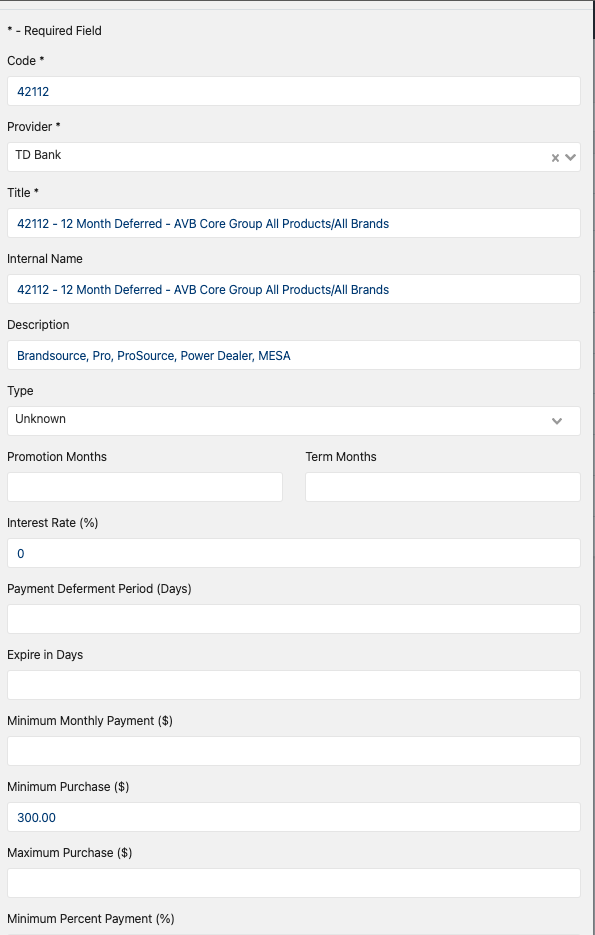 * - Required Field
Code *
42112
Provider *
TD Bank
Title *
42112 - 12 Month Deferred - AVB Core Group All Products/All Brands
Internal Name
42112 - 12 Month Deferred - AVB Core Group All Products/All Brands
Description
Brandsource, Pro, ProSource, Power Dealer, MESA
Type
Unknown
Promotion Months Term Months
Interest Rate (%)
0
Payment Deferment Period (Days)
Expire in Days
Minimum Monthly Payment ($)
Minimum Purchase ($)
300.00
Maximum Purchase ($)
Minimum Percent Payment (%)